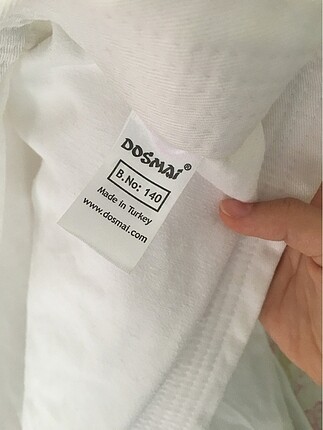 DOSMAi®
B.No: 140
Made in Turkey
www.dosmai.com